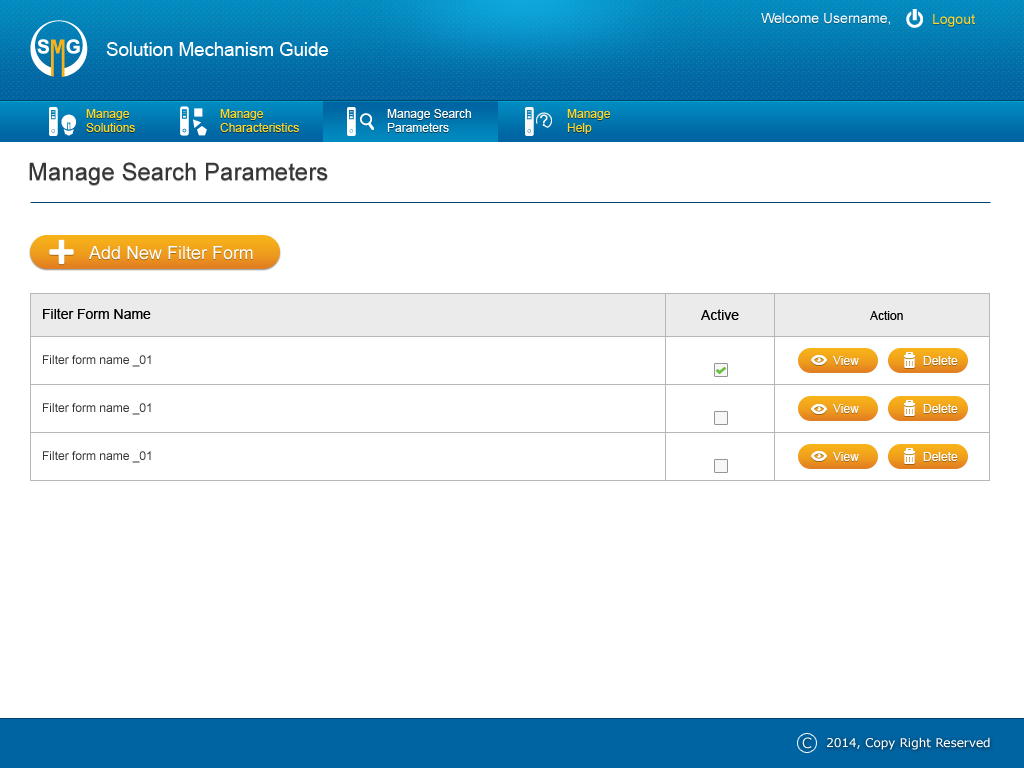 Welcome Username, Logout
SMG
Solution Mechanism Guide
Manage Solutions
Manage Characteristics
Manage Search Parameters
Manage Help
Manage Search Parameters
Add New Filter Form
Filter Form Name Active Action
Filter form name _01 View Delete
Filter form name _01 View Delete
Filter form name _01 View Delete
© 2014, Copy Right Reserved